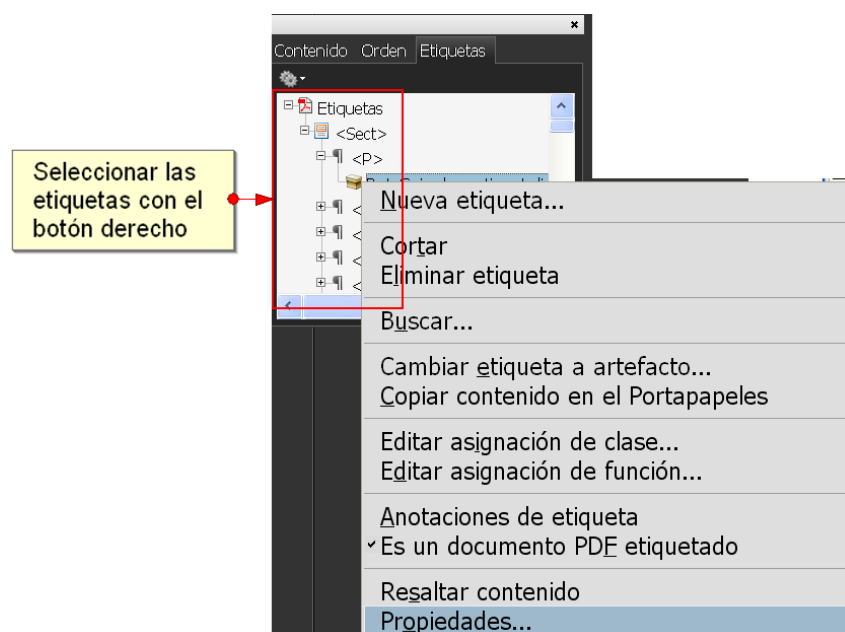 Contenido Orden Etiquetas
Etiquetas
<Sect>
<P>
Seleccionar las
etiquetas con el
botón derecho
Nueva etiqueta...
Cortar
Eliminar etiqueta
Buscar...
Cambiar etiqueta a artefacto...
Copiar contenido en el Portapapeles
Editar asignación de clase...
Editar asignación de función...
Anotaciones de etiqueta
Es un documento PDF etiquetado
Resaltar contenido
Propiedades...